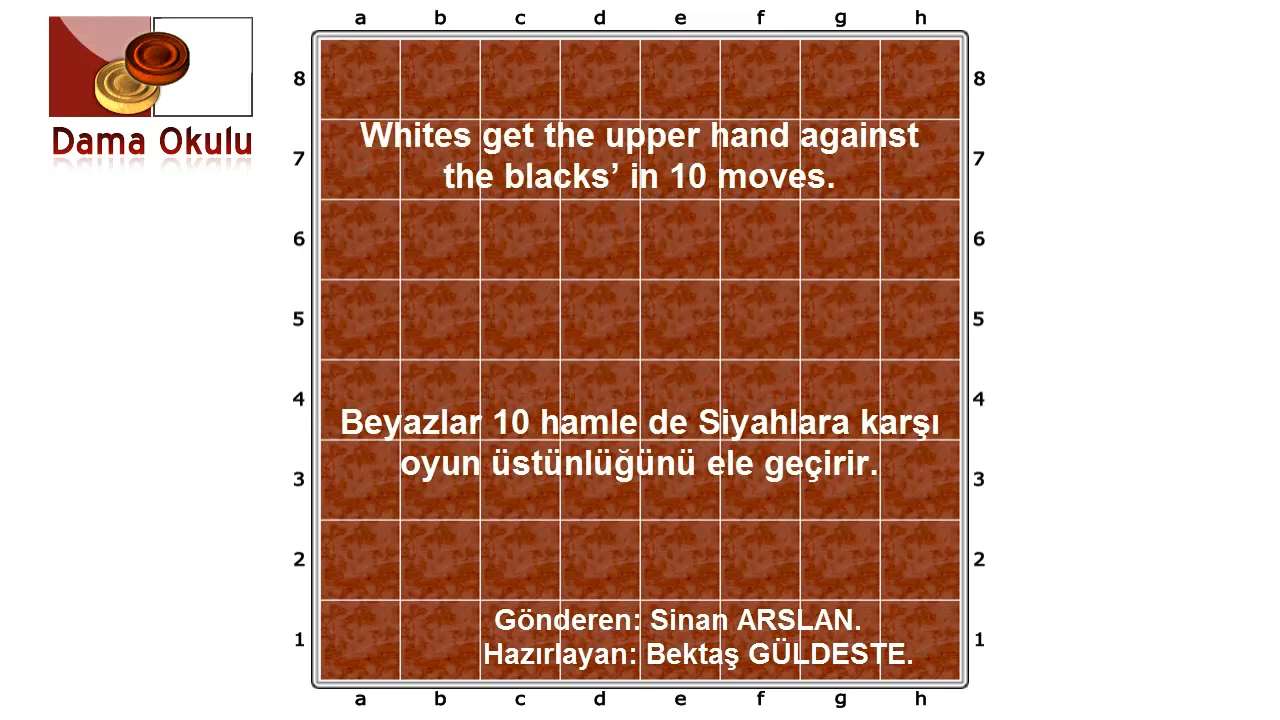 a b c d e f g h
8 8
Dama Okulu
Whites get the upper hand against
7 7
the blacks’ in 10 moves.
6 6
5 5
4 4
Beyazlar 10 hamle de Siyahlara karşı
oyun üstünlüğünü ele geçirir.
3 3
2 2
Gönderen: Sinan ARSLAN.
1 1
Hazırlayan: Bektaş GÜLDESTE.
a b c d e f g h